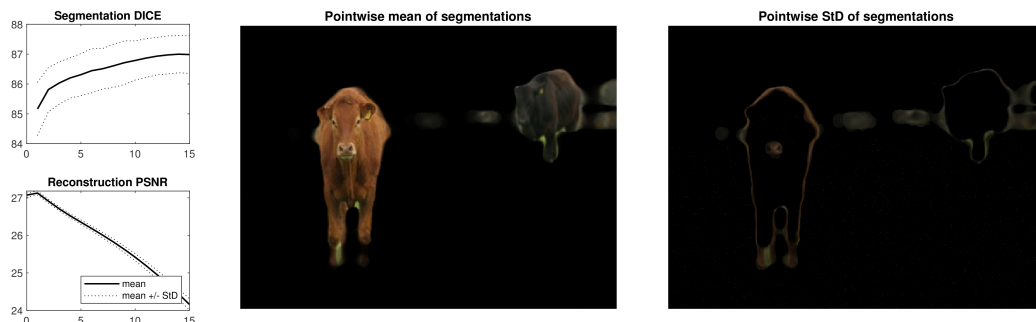 Segmentation DICE
88
87
86
85
84
0 5 10 15
Reconstruction PSNR
27
26
25
24
mean
mean +/- StD
0 5 10 15
Pointwise mean of segmentations
Pointwise StD of segmentations